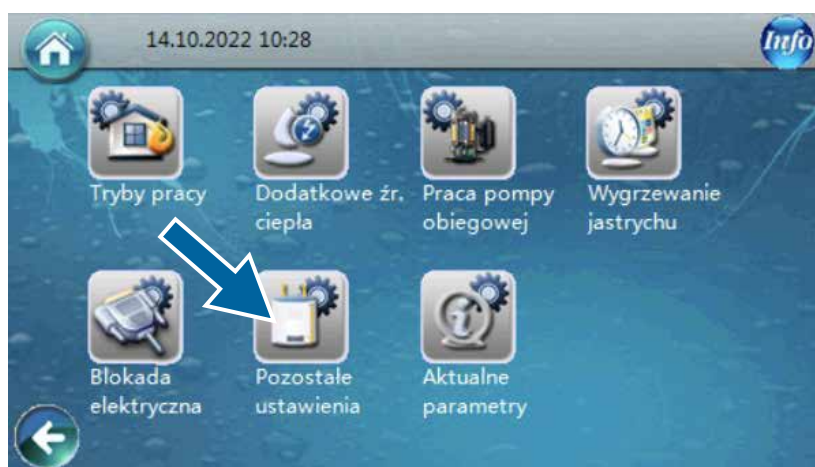 14.10.2022 10:28
Info
Tryby pracy
Dodatkowe źr.
ciepła
Praca pompy
obiegowej
Wygrzewanie
jastrychu
Blokada
elektryczna
Pozostałe
ustawienia
Aktualne
parametry